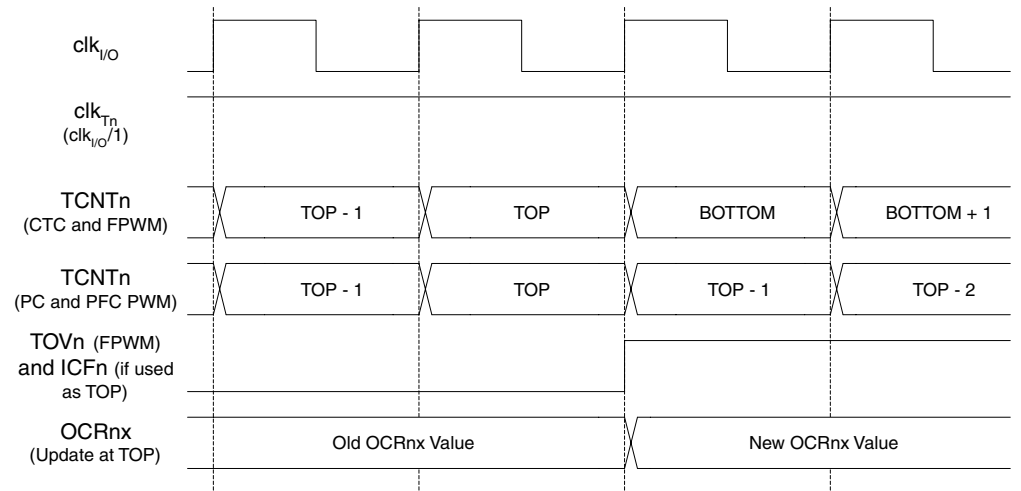 clkI/O
clkTn
(clkI/O/1)
TCNTn
(CTC and FPWM)
TOP - 1 TOP BOTTOM BOTTOM + 1
TCNTn
(PC and PFC PWM)
TOP - 1 TOP TOP - 1 TOP - 2
TOVn (FPWM)
and ICFn (if used
as TOP)
OCRnx
(Update at TOP)
Old OCRnx Value New OCRnx Value